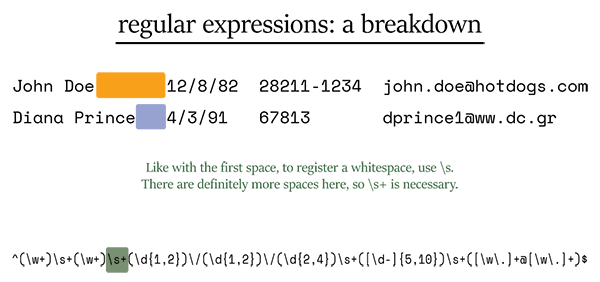 regular expressions: a breakdown
John Doe 12/8/82 28211-1234 john.doe@hotdogs.com
Diana Prince 4/3/91 67813 dprince1@ww.dc.gr
Like with the first space, to register a whitespace, use \s.
There are definitely more spaces here, so \s+ is necessary.
^(\w+)\s+(\w+)\s+(\d{1,2})\/(\d{1,2})\/(\d{2,4})\s+([\d-]{5,10})\s+([\w\.]+@[\w\.]+)$